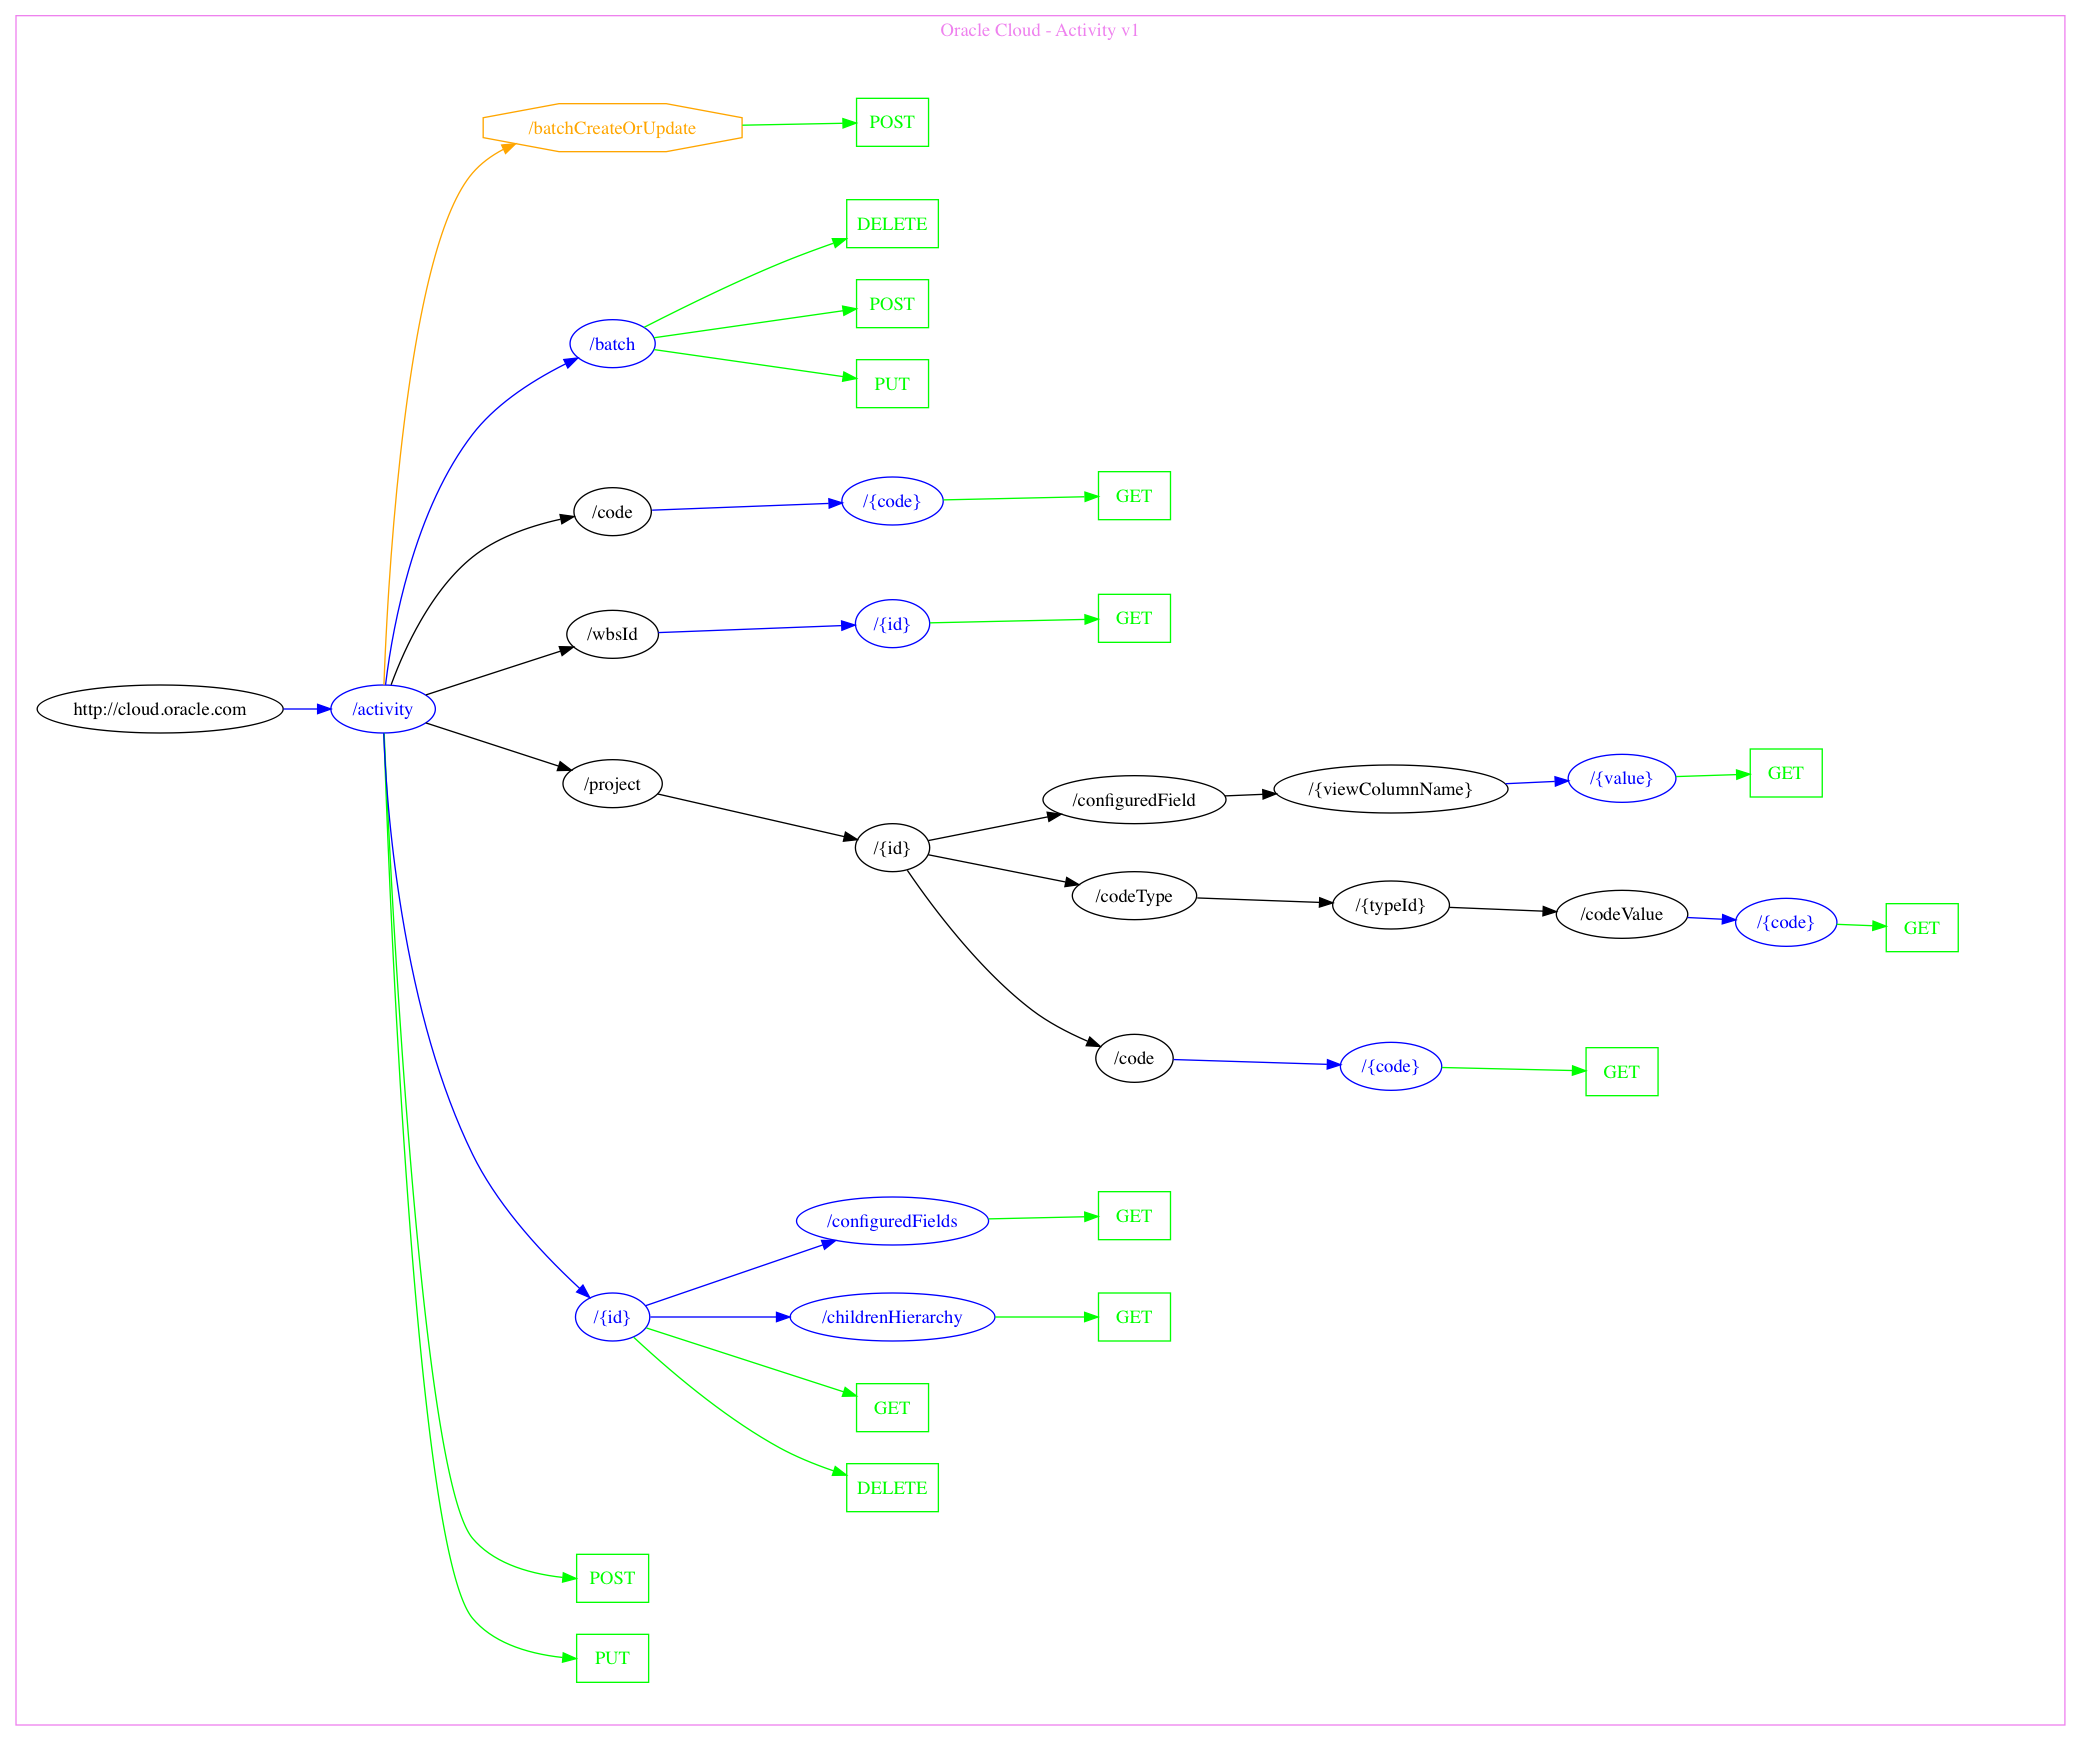 Oracle Cloud - Activity v1
/batchCreateOrUpdate
POST
DELETE
/batch
POST
PUT
/code
/{code}
GET
/wbsId
/{id}
GET
http://cloud.oracle.com
/activity
/project
/{id}
/configuredField
/{viewColumnName}
/{value}
GET
/codeType
/{typeId}
/codeValue
/{code}
GET
/code
/{code}
GET
/configuredFields
GET
/{id}
/childrenHierarchy
GET
GET
DELETE
POST
PUT